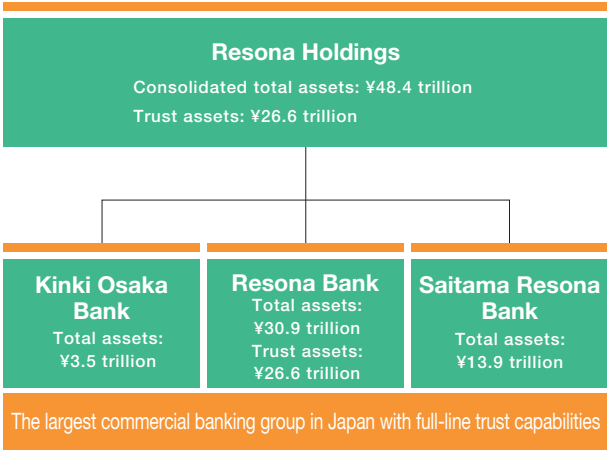 Resona Holdings
Consolidated total assets: ¥48.4 trillion
Trust assets: ¥26.6 trillion
Kinki Osaka
Bank
Total assets:
¥3.5 trillion
Resona Bank
Total assets:
¥30.9 trillion
Trust assets:
¥26.6 trillion
Saitama Resona
Bank
Total assets:
¥13.9 trillion
The largest commercial banking group in Japan with full-line trust capabilities